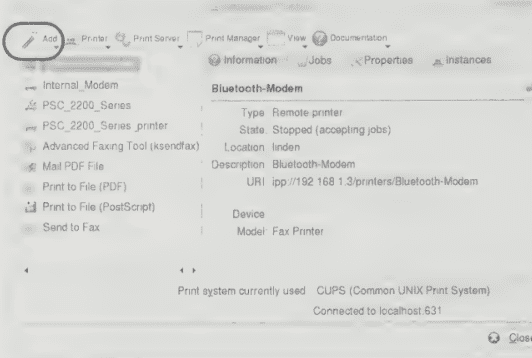 Add Printer Print Server Print Manager View Documentation
Information Jobs Properties Instances
Internal_Modem
PSC_2200_Series
PSC_2200_Series_printer
Advanced Faxing Tool (ksendfax)
Mail PDF File
Print to File (PDF)
Print to File (PostScript)
Send to Fax
Bluetooth-Modem
Type Remote printer
State. Stopped (accepting jobs)
Location linden
Description Bluetooth-Modem
URI ipp://192 168 1.3/printers/Bluetooth-Modem
Device
Model: Fax Printer
Print system currently used CUPS (Common UNIX Print System)
Connected to localhost.631